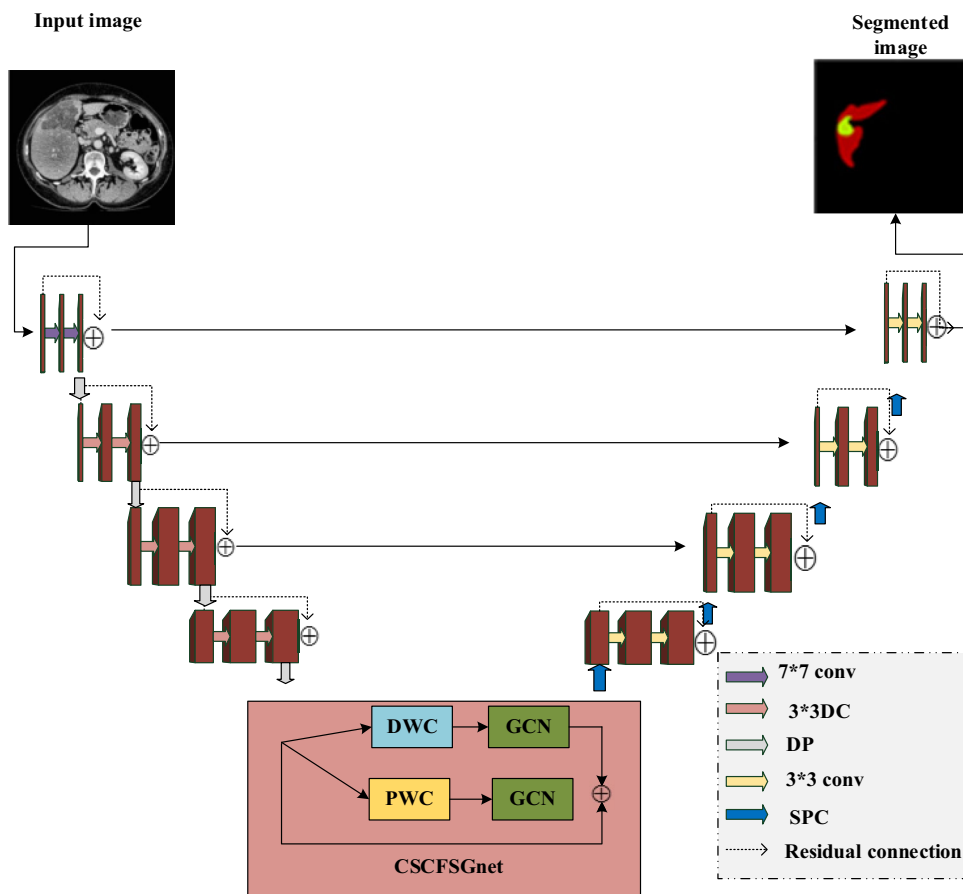 Input image
Segmented
image
DWC
GCN
PWC
GCN
CSCFSGnet
7*7 conv
3*3DC
DP
3*3 conv
SPC
Residual connection